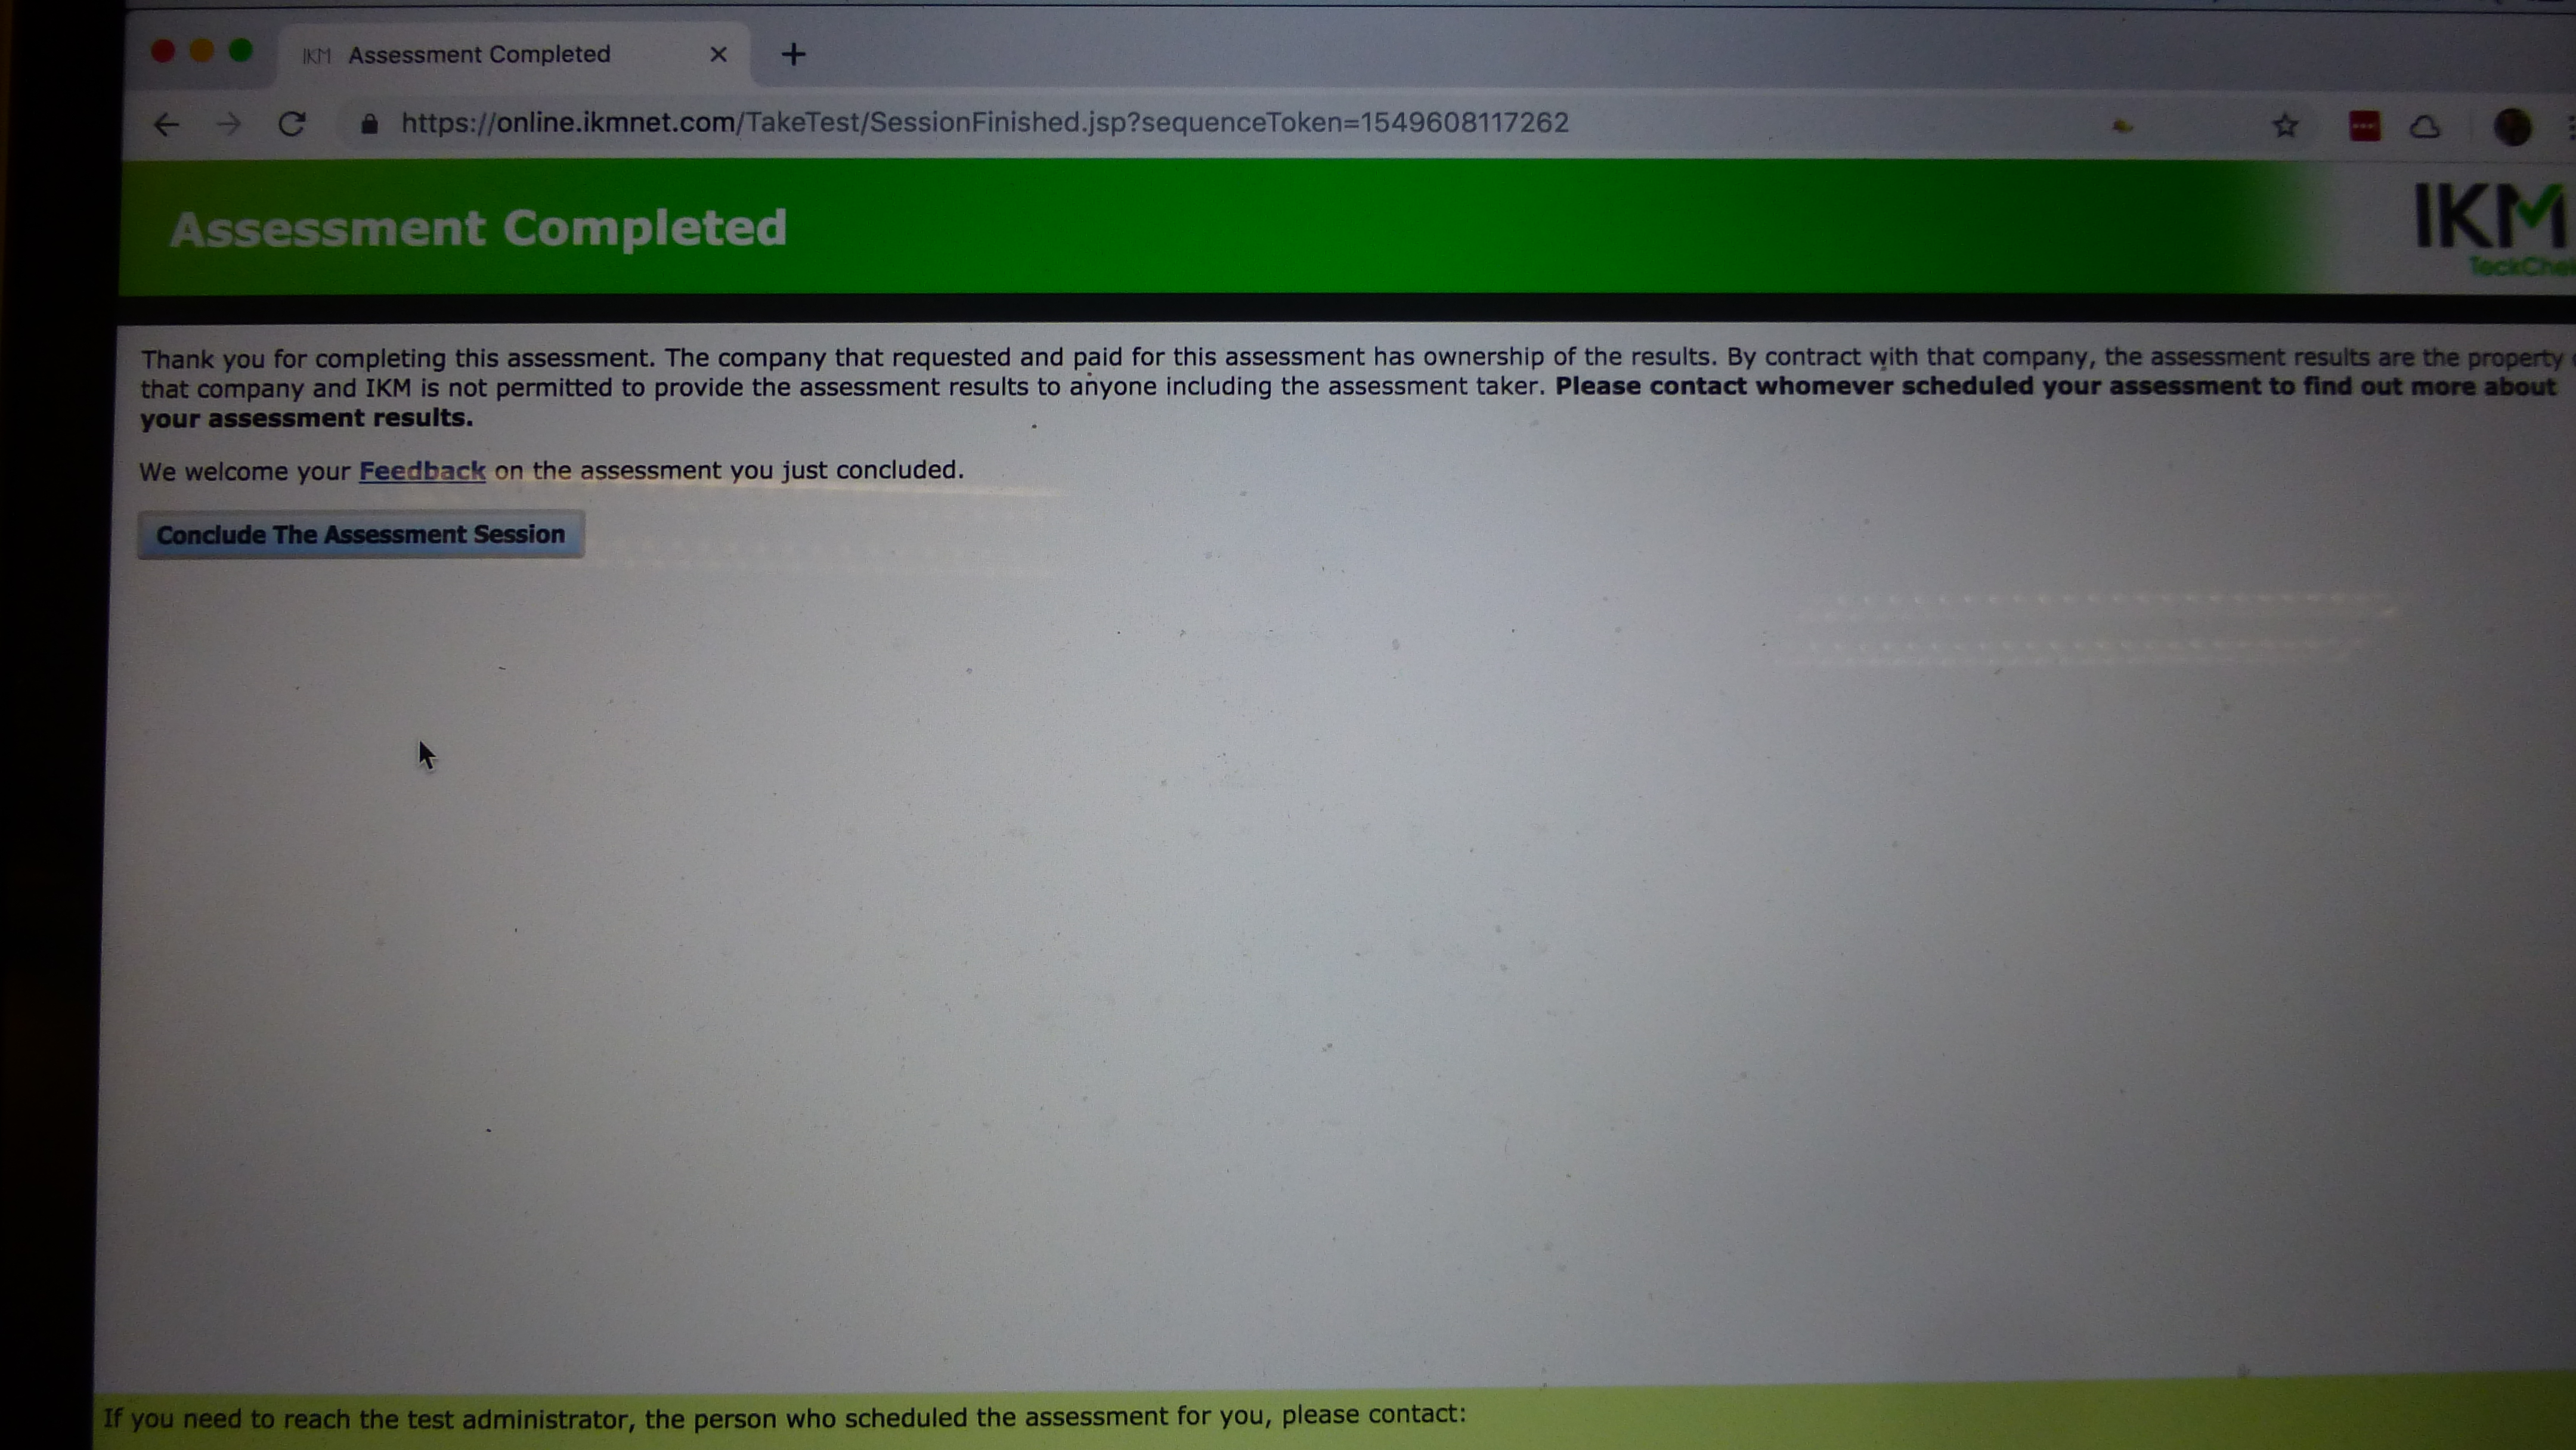 IKM Assessment Completed
https://online.ikmnet.com/TakeTest/SessionFinished.jsp?sequenceToken=1549608117262
Assessment Completed
IKM
Thank you for completing this assessment. The company that requested and paid for this assessment has ownership of the results. By contract with that company, the assessment results are the property
that company and IKM is not permitted to provide the assessment results to anyone including the assessment taker. Please contact whomever scheduled your assessment to find out more about
your assessment results.
We welcome your Feedback on the assessment you just concluded.
Conclude The Assessment Session
If you need to reach the test administrator, the person who scheduled the assessment for you, please contact: